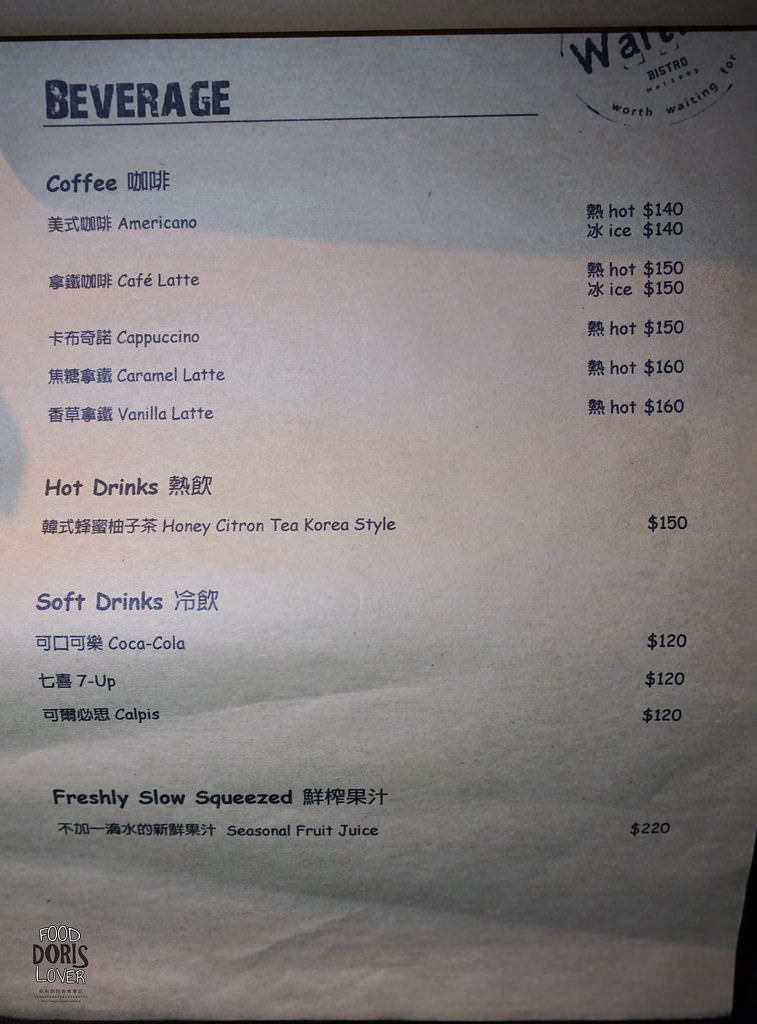 Wait
BISTRO
worth waiting for
BEVERAGE
Coffee 咖啡
美式咖啡 Americano 熱 hot $140
冰 ice $140
拿鐵咖啡 Café Latte 熱 hot $150
冰 ice $150
卡布奇諾 Cappuccino 熱 hot $150
焦糖拿鐵 Caramel Latte 熱 hot $160
香草拿鐵 Vanilla Latte 熱 hot $160
Hot Drinks 熱飲
韓式蜂蜜柚子茶 Honey Citron Tea Korea Style $150
Soft Drinks 冷飲
可口可樂 Coca-Cola $120
七喜 7-Up $120
可爾必思 Calpis $120
Freshly Slow Squeezed 鮮榨果汁
不加一滴水的新鮮果汁 Seasonal Fruit Juice $220
FOOD
DORIS
LOVER